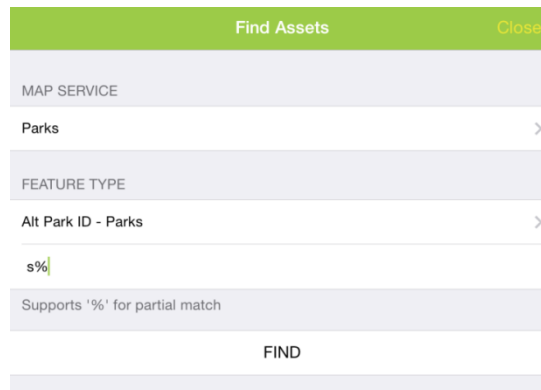 Find Assets Close
MAP SERVICE
Parks
FEATURE TYPE
Alt Park ID - Parks
s%
Supports '%' for partial match
FIND